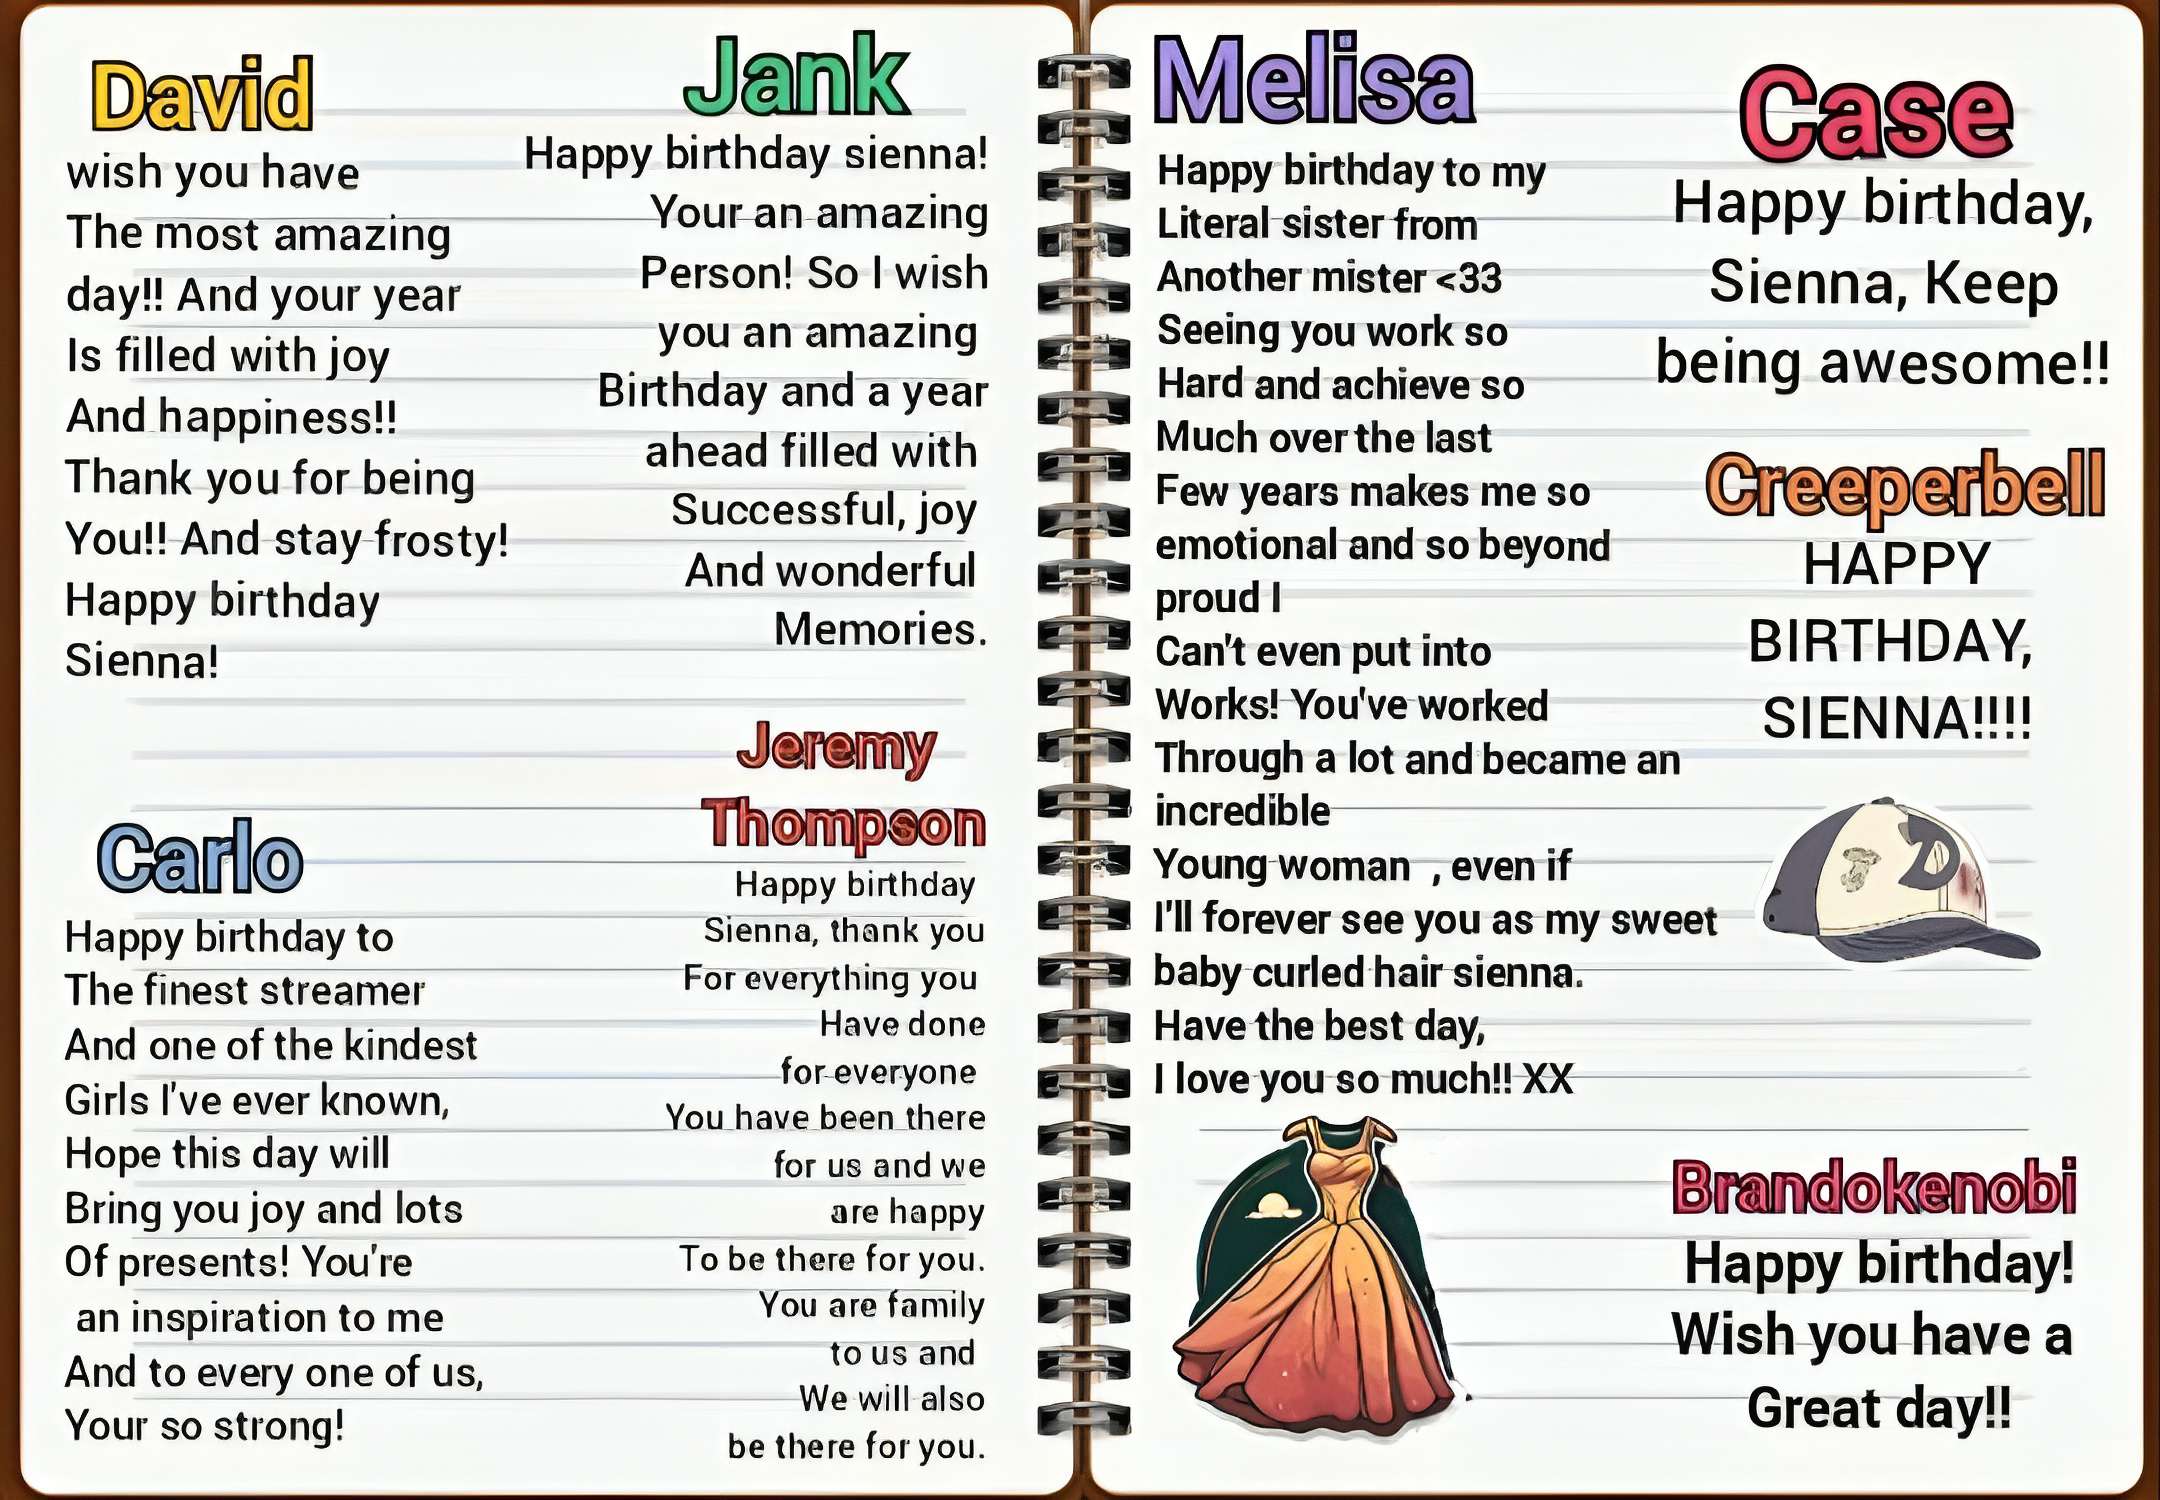 David
wish you have
The most amazing
day!! And your year
Is filled with joy
And happiness!!
Thank you for being
You!! And stay frosty!
Happy birthday
Sienna!
Jank
Happy birthday sienna!
Your an amazing
Person! So I wish
you an amazing
Birthday and a year
ahead filled with
Successful, joy
And wonderful
Memories.
Carlo
Happy birthday to
The finest streamer
And one of the kindest
Girls I've ever known,
Hope this day will
Bring you joy and lots
Of presents! You're
an inspiration to me
And to every one of us,
Your so strong!
Jeremy
Thompson
Happy birthday
Sienna, thank you
For everything you
Have done
for everyone
You have been there
for us and we
are happy
To be there for you.
You are family
to us and
We will also
be there for you.
Melisa
Happy birthday to my
Literal sister from
Another mister <33
Seeing you work so
Hard and achieve so
Much over the last
Few years makes me so
emotional and so beyond
proud I
Can't even put into
Works! You've worked
Through a lot and became an
incredible
Young woman , even if
I'll forever see you as my sweet
baby curled hair sienna.
Have the best day,
I love you so much!! XX
Case
Happy birthday,
Sienna, Keep
being awesome!!
Creeperbell
HAPPY
BIRTHDAY,
SIENNA!!!!
D
Brandokenobi
Happy birthday!
Wish you have a
Great day!!